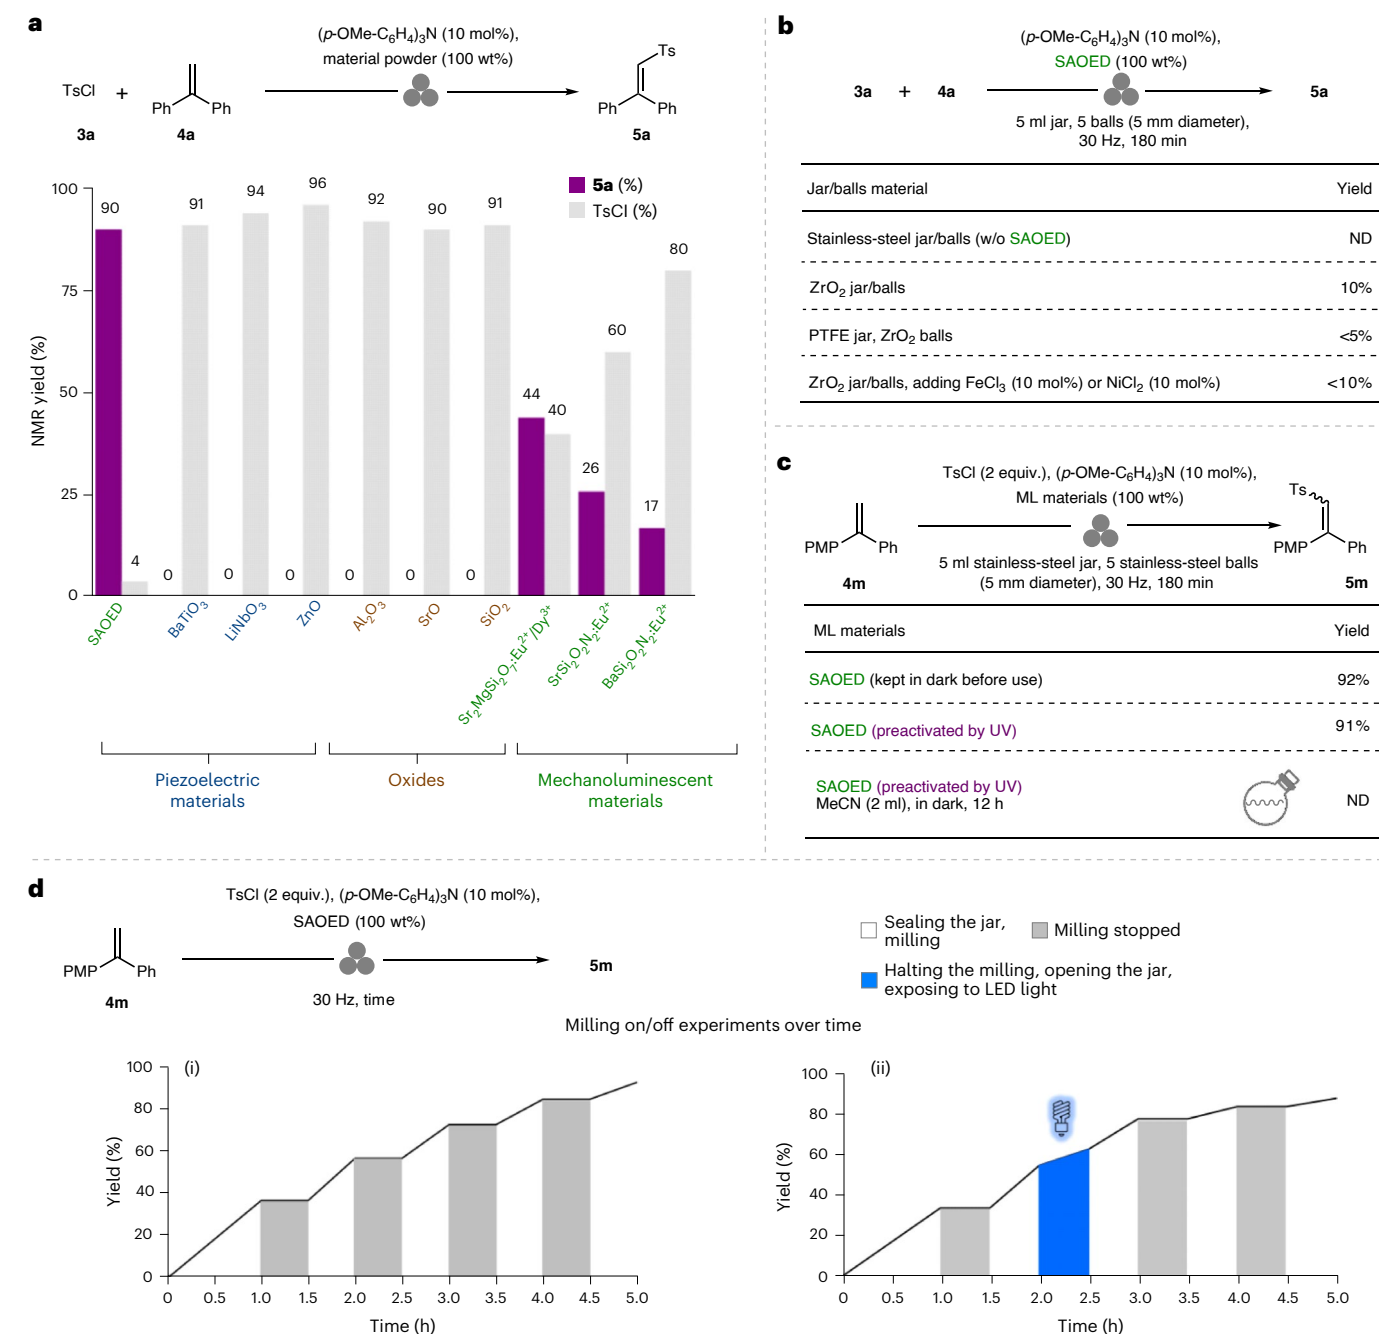 a
(p-OMe-C6H4)3N (10 mol%),
material powder (100 wt%)
TsCl
+
Ph
Ph
Ts
Ph
Ph
3a
4a
5a
5a (%)
TsCl (%)
NMR yield (%)
100
75
50
25
0
90
4
0
91
0
94
0
96
0
92
0
90
0
91
44
40
26
60
17
80
SAOED
BaTiO3
LiNbO3
ZnO
Al2O3
SrO
SiO2
Sr2MgSi2O7:Eu2+/Dy3+
SrSi2O2N2:Eu2+
BaSi2O2N2:Eu2+
Piezoelectric
materials
Oxides
Mechanoluminescent
materials
b
(p-OMe-C6H4)3N (10 mol%),
SAOED (100 wt%)
3a + 4a
5a
5 ml jar, 5 balls (5 mm diameter),
30 Hz, 180 min
Jar/balls material Yield
Stainless-steel jar/balls (w/o SAOED) ND
ZrO2 jar/balls 10%
PTFE jar, ZrO2 balls <5%
ZrO2 jar/balls, adding FeCl3 (10 mol%) or NiCl2 (10 mol%) <10%
c
TsCl (2 equiv.), (p-OMe-C6H4)3N (10 mol%),
ML materials (100 wt%)
PMP
Ph
Ts
PMP
Ph
5 ml stainless-steel jar, 5 stainless-steel balls
(5 mm diameter), 30 Hz, 180 min
4m
5m
ML materials Yield
SAOED (kept in dark before use) 92%
SAOED (preactivated by UV) 91%
SAOED (preactivated by UV)
MeCN (2 ml), in dark, 12 h ND
d
TsCl (2 equiv.), (p-OMe-C6H4)3N (10 mol%),
SAOED (100 wt%)
PMP
Ph
4m
30 Hz, time
5m
Sealing the jar,
milling
Milling stopped
Halting the milling, opening the jar,
exposing to LED light
Milling on/off experiments over time
(i)
Yield (%)
100
80
60
40
20
0
0 0.5 1.0 1.5 2.0 2.5 3.0 3.5 4.0 4.5 5.0
Time (h)
(ii)
Yield (%)
100
80
60
40
20
0
0 0.5 1.0 1.5 2.0 2.5 3.0 3.5 4.0 4.5 5.0
Time (h)